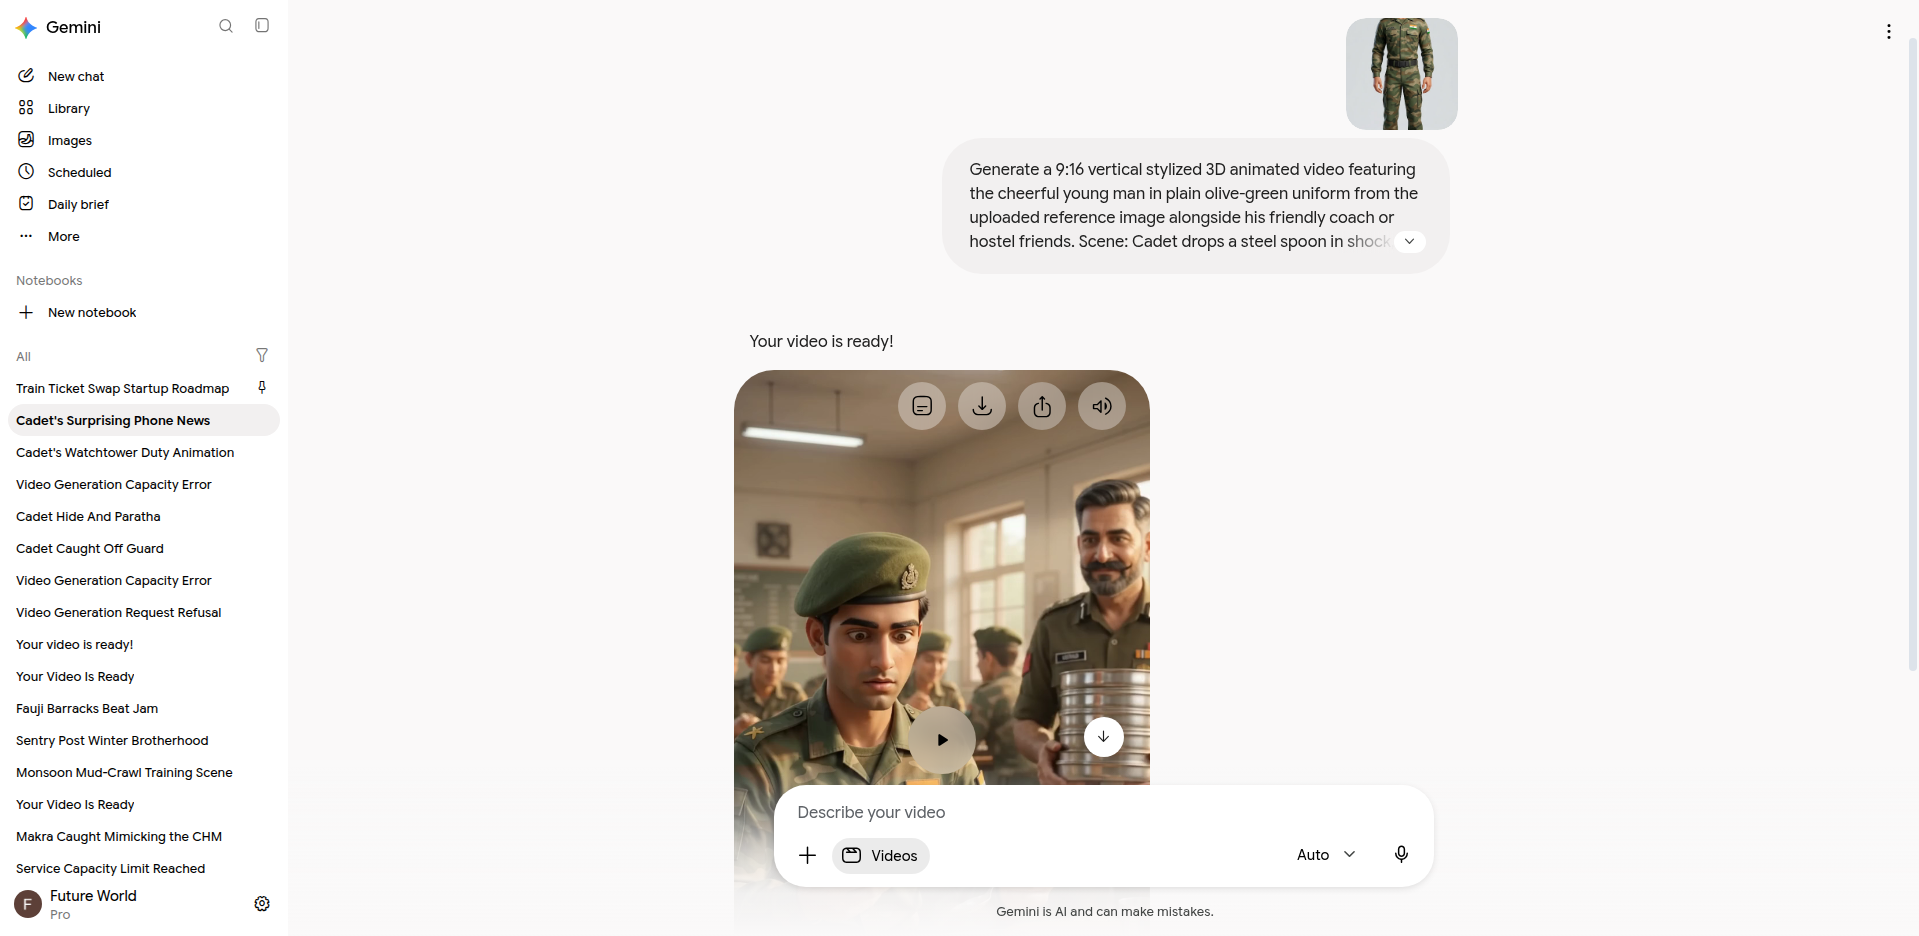 Gemini
New chat
Library
Images
Scheduled
Daily brief
More
Notebooks
New notebook
All
Train Ticket Swap Startup Roadmap
Cadet's Surprising Phone News
Cadet's Watchtower Duty Animation
Video Generation Capacity Error
Cadet Hide And Paratha
Cadet Caught Off Guard
Video Generation Capacity Error
Video Generation Request Refusal
Your video is ready!
Your Video Is Ready
Fauji Barracks Beat Jam
Sentry Post Winter Brotherhood
Monsoon Mud-Crawl Training Scene
Your Video Is Ready
Makra Caught Mimicking the CHM
Service Capacity Limit Reached
F
Future World
Pro
Generate a 9:16 vertical stylized 3D animated video featuring
the cheerful young man in plain olive-green uniform from the
uploaded reference image alongside his friendly coach or
hostel friends. Scene: Cadet drops a steel spoon in shock
Your video is ready!
Describe your video
Videos
Auto
Gemini is AI and can make mistakes.